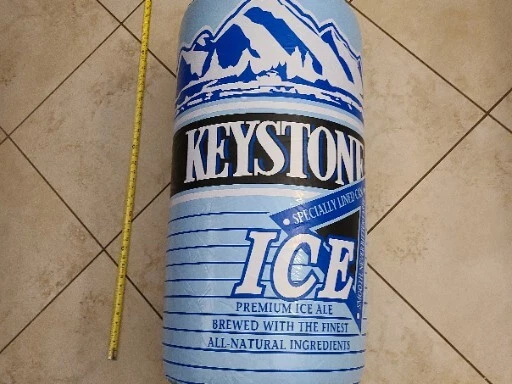 KEYSTONE
SPECIALLY LINED CAN
ICE
PREMIUM ICE ALE
BREWED WITH THE FINEST
ALL-NATURAL INGREDIENTS